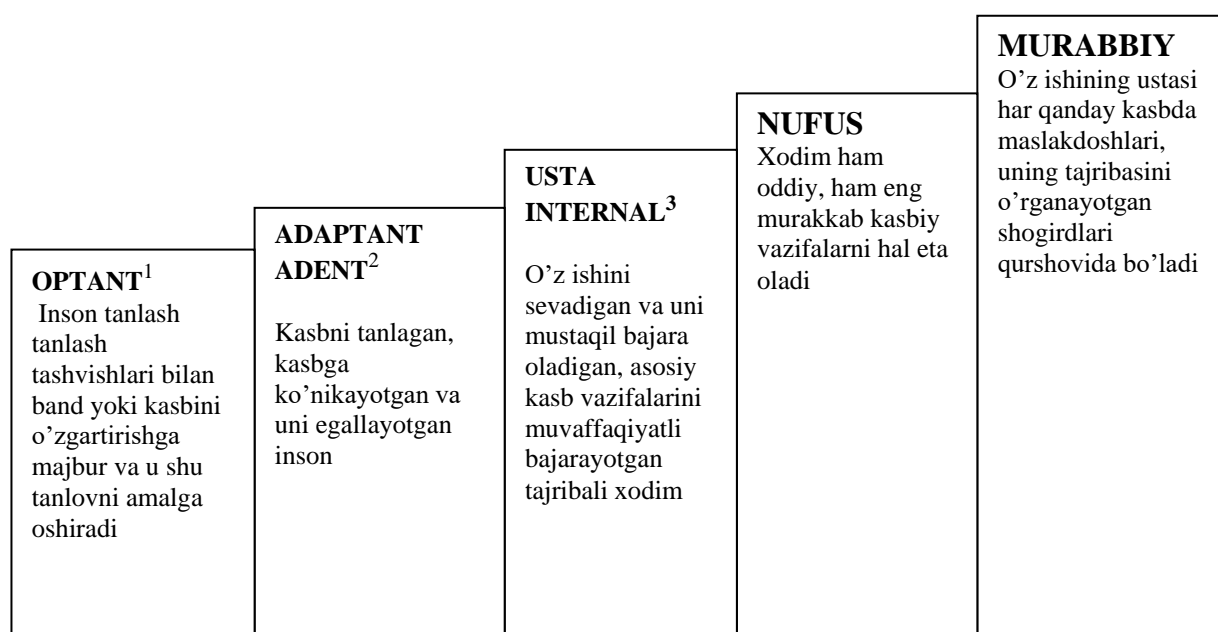 OPTANT¹
Inson tanlash
tanlash
tashvishlari bilan
band yoki kasbini
o’zgartirishga
majbur va u shu
tanlovni amalga
oshiradi
ADAPTANT
ADENT²
Kasbni tanlagan,
kasbga
ko’nikayotgan va
uni egallayotgan
inson
USTA
INTERNAL³
O’z ishini
sevadigan va uni
mustaqil bajara
oladigan, asosiy
kasb vazifalarini
muvaffaqiyatli
bajarayotgan
tajribali xodim
NUFUS
Xodim ham
oddiy, ham eng
murakkab kasbiy
vazifalarni hal eta
oladi
MURABBIY
O’z ishining ustasi
har qanday kasbda
maslakdoshlari,
uning tajribasini
o’rganayotgan
shogirdlari
qurshovida bo’ladi